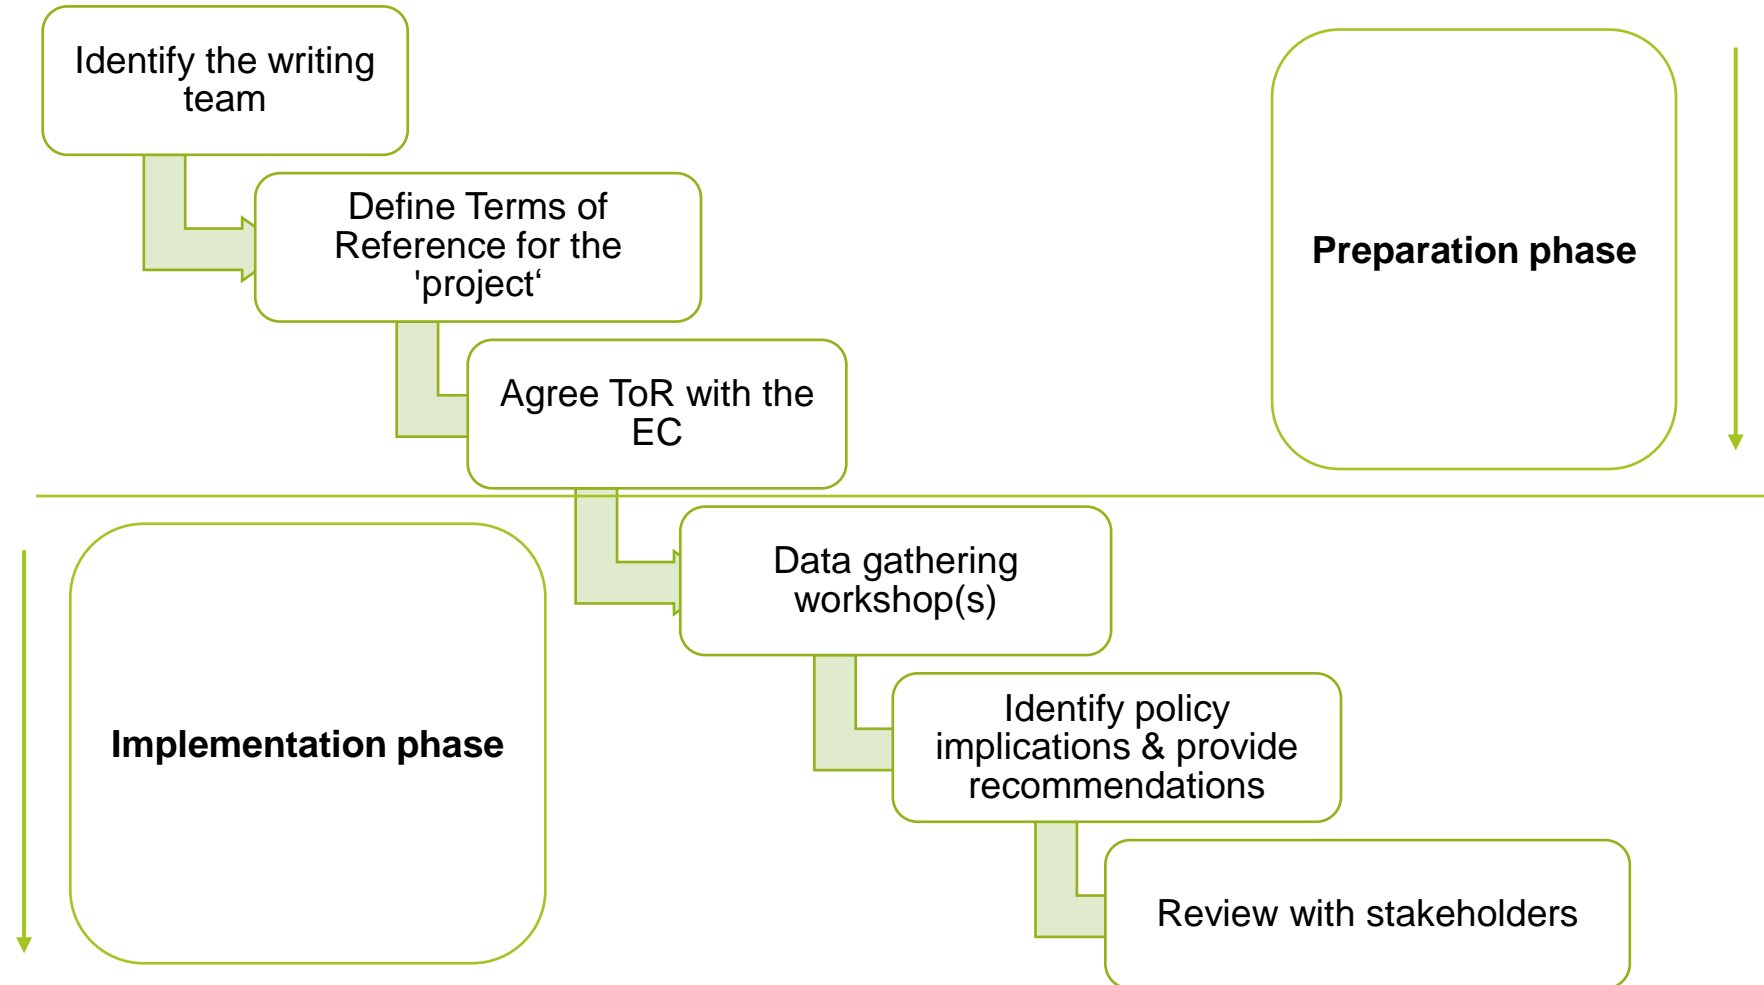 Identify the writing
team
Define Terms of
Reference for the
'project‘
Agree ToR with the
EC
Preparation phase
Data gathering
workshop(s)
Implementation phase
Identify policy
implications & provide
recommendations
Review with stakeholders